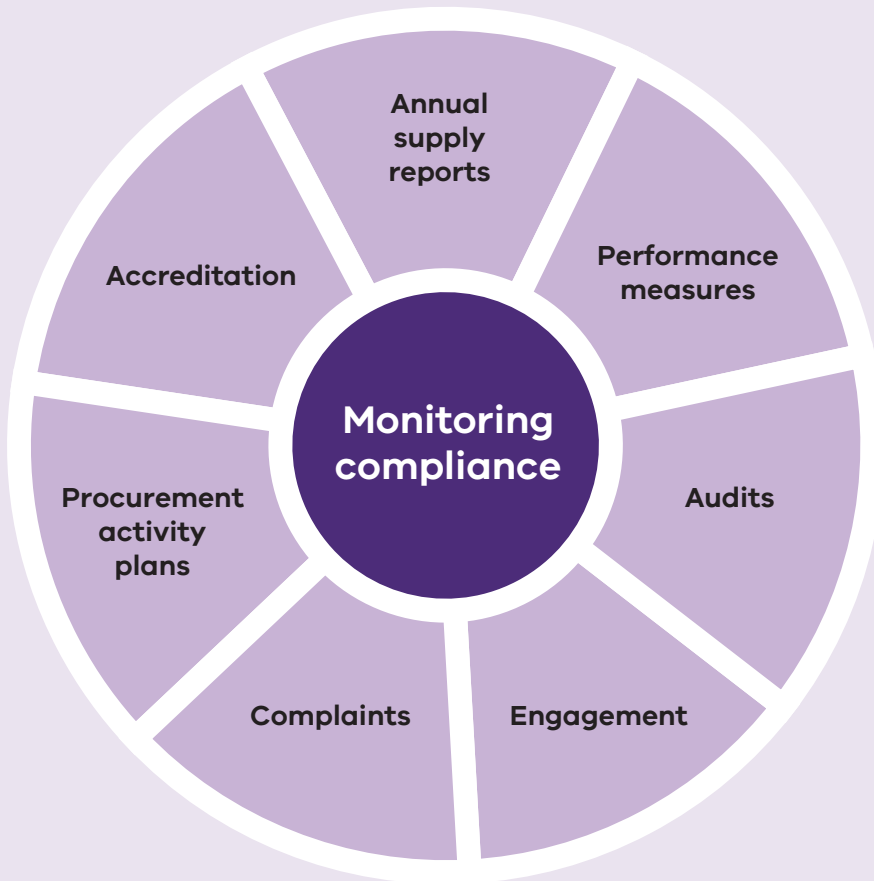 Annual
supply
reports
Performance
measures
Accreditation
Monitoring
compliance
Procurement
activity
plans
Audits
Complaints
Engagement